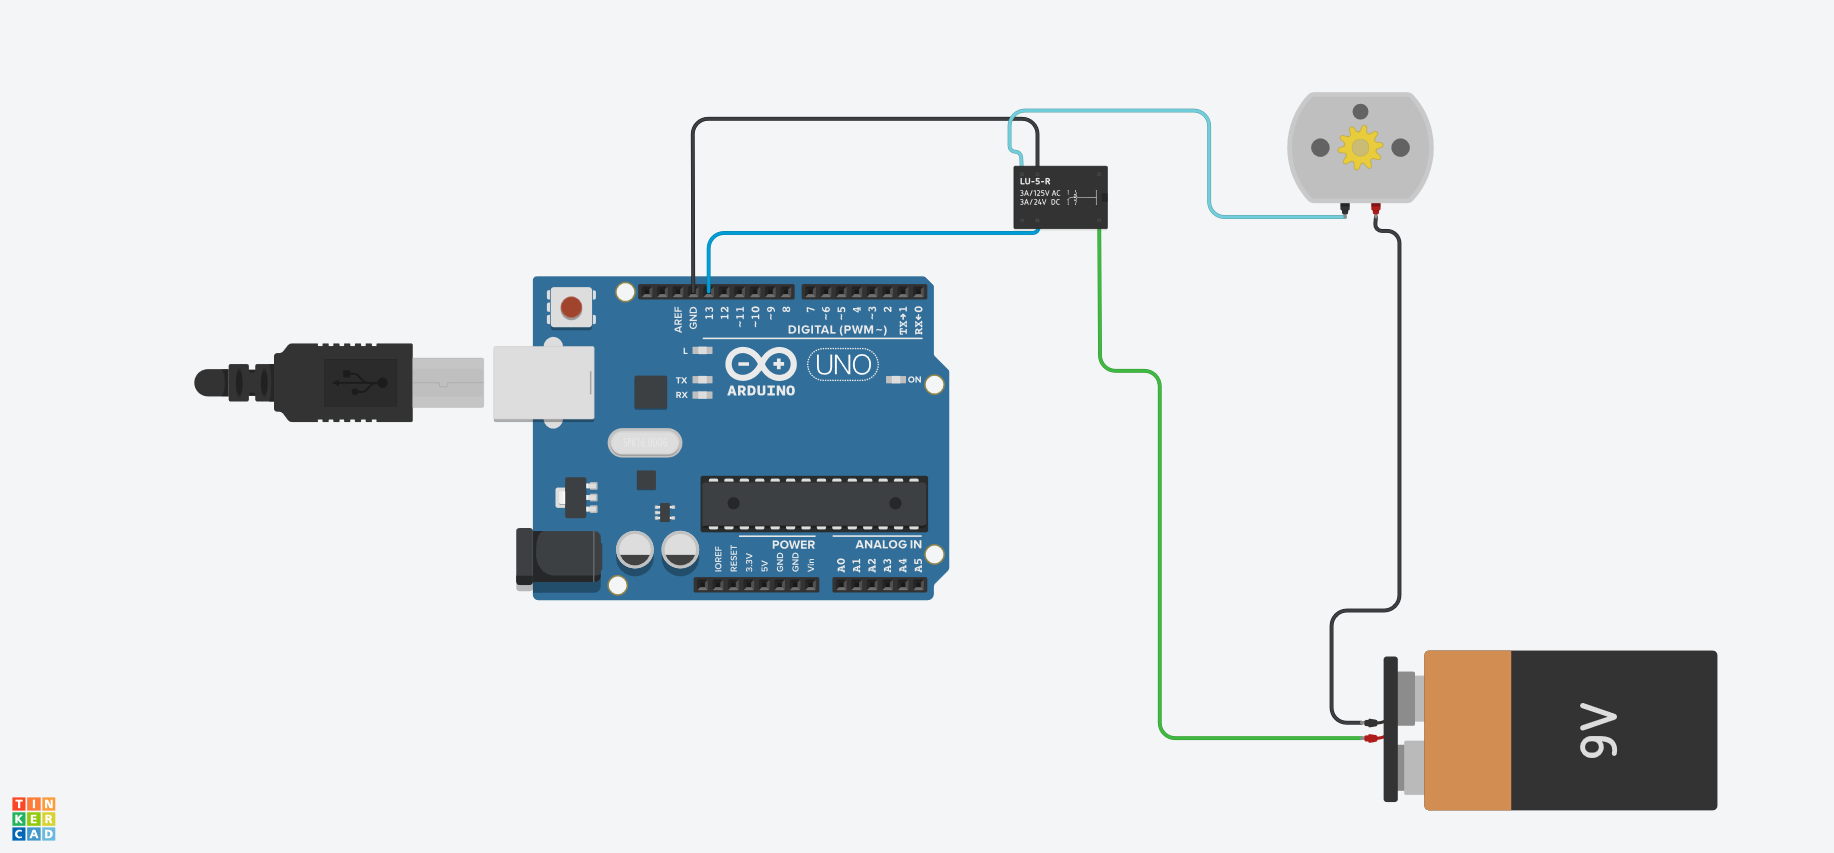 LU-5-R
3A/125V AC
3A/24V DC
AREF
GND
13
12
~11
~10
~9
8
7
~6
~5
4
~3
2
TX→1
RX←0
DIGITAL (PWM~)
L
TX
RX
ARDUINO
UNO
ON
POWER
ANALOG IN
IOREF
RESET
3.3V
5V
GND
GND
Vin
A0
A1
A2
A3
A4
A5
9V
TIN
KER
CAD